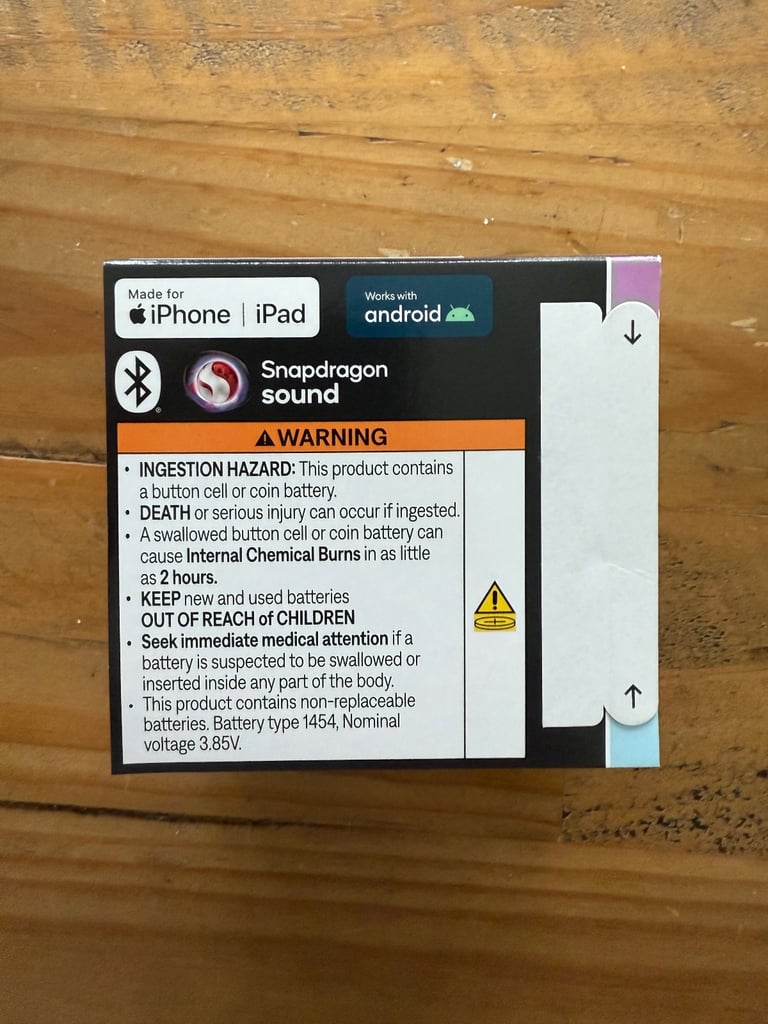 Made for
iPhone | iPad
Works with
android
Snapdragon
sound
⚠WARNING
• INGESTION HAZARD: This product contains
a button cell or coin battery.
• DEATH or serious injury can occur if ingested.
• A swallowed button cell or coin battery can
cause Internal Chemical Burns in as little
as 2 hours.
• KEEP new and used batteries
OUT OF REACH of CHILDREN
• Seek immediate medical attention if a
battery is suspected to be swallowed or
inserted inside any part of the body.
• This product contains non-replaceable
batteries. Battery type 1454, Nominal
voltage 3.85V.